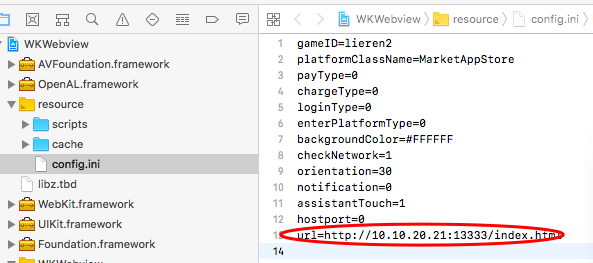 WKWebview
AVFoundation.framework
OpenAL.framework
resource
scripts
cache
config.ini
libz.tbd
WebKit.framework
UIKit.framework
Foundation.framework
WKWebview resource config.ini
1 gameID=lieren2
2 platformClassName=MarketAppStore
3 payType=0
4 chargeType=0
5 loginType=0
6 enterPlatformType=0
7 backgroundColor=#FFFFFF
8 checkNetwork=1
9 orientation=30
10 notification=0
11 assistantTouch=1
12 hostport=0
13 url=http://10.10.20.21:13333/index.htm
14